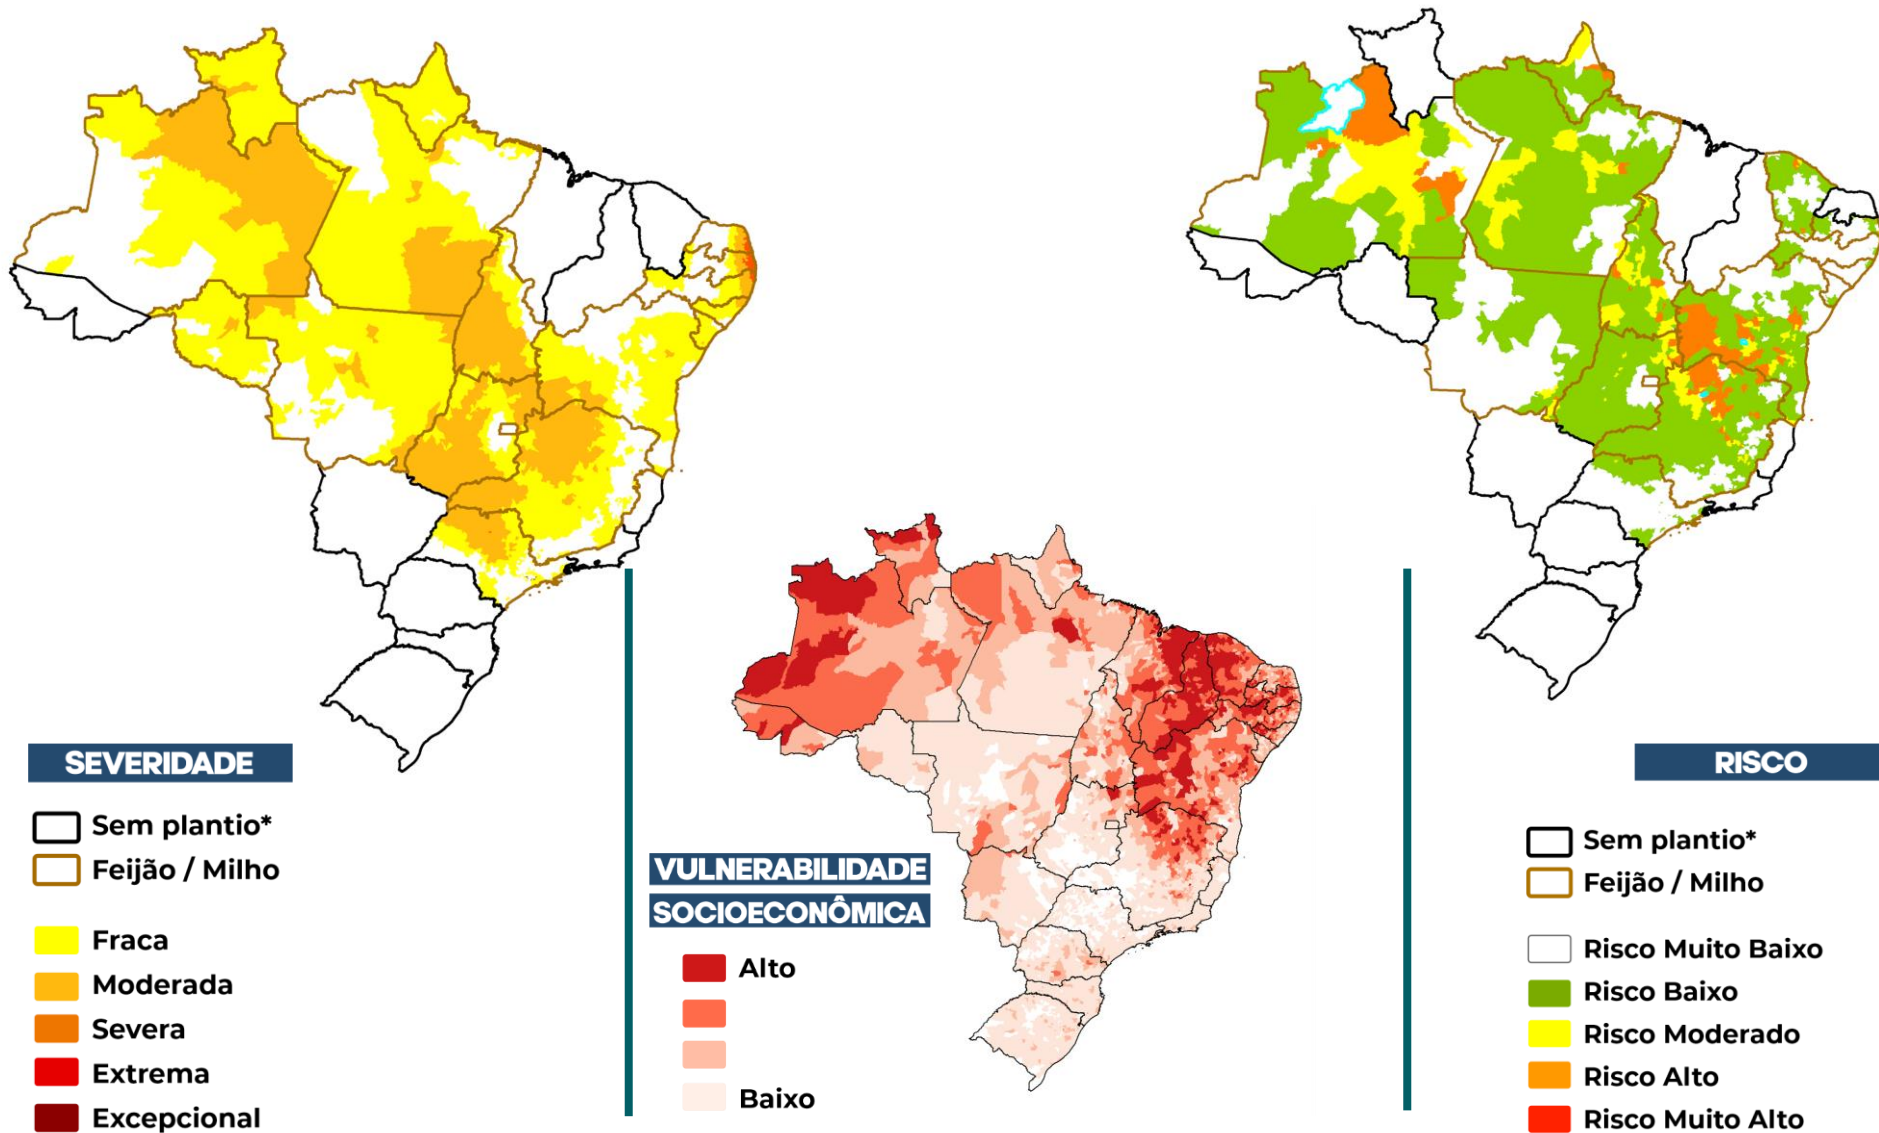 SEVERIDADE
Sem plantio*
Feijão / Milho
Fraca
Moderada
Severa
Extrema
Excepcional
VULNERABILIDADE
SOCIOECONÔMICA
Alto
Baixo
RISCO
Sem plantio*
Feijão / Milho
Risco Muito Baixo
Risco Baixo
Risco Moderado
Risco Alto
Risco Muito Alto